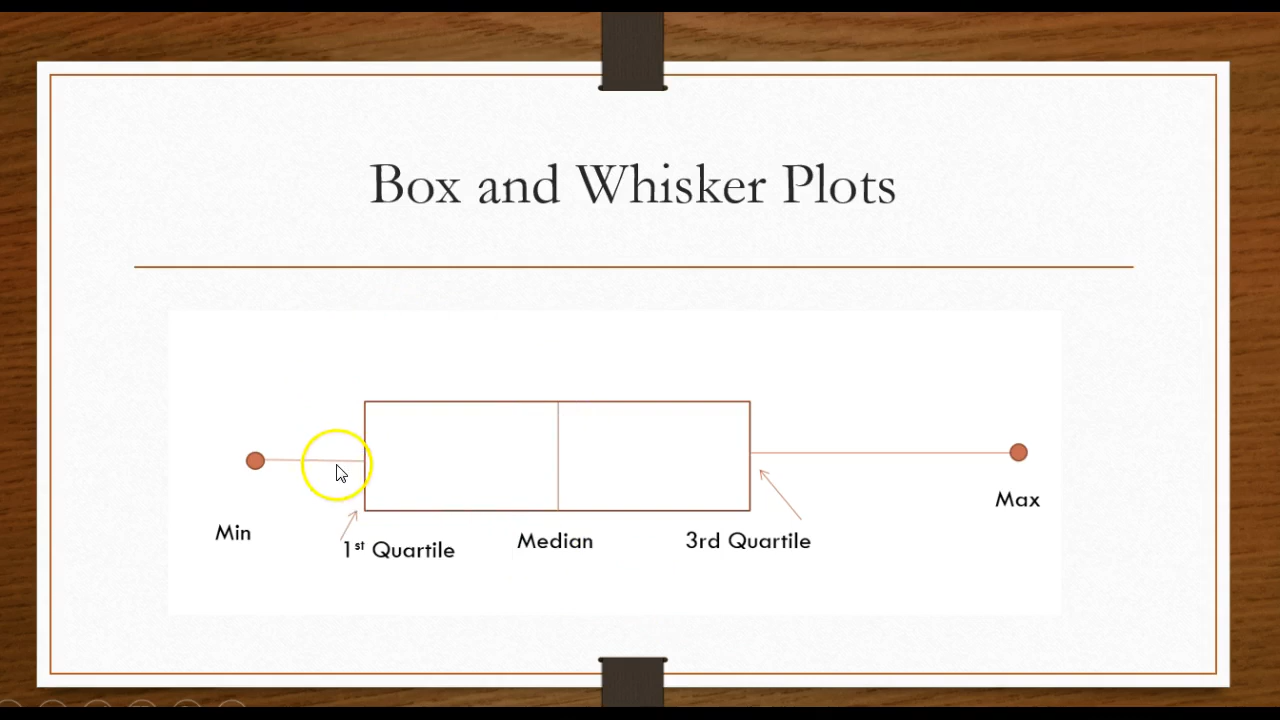 Box and Whisker Plots
Max
Min
1st Quartile
Median
3rd Quartile